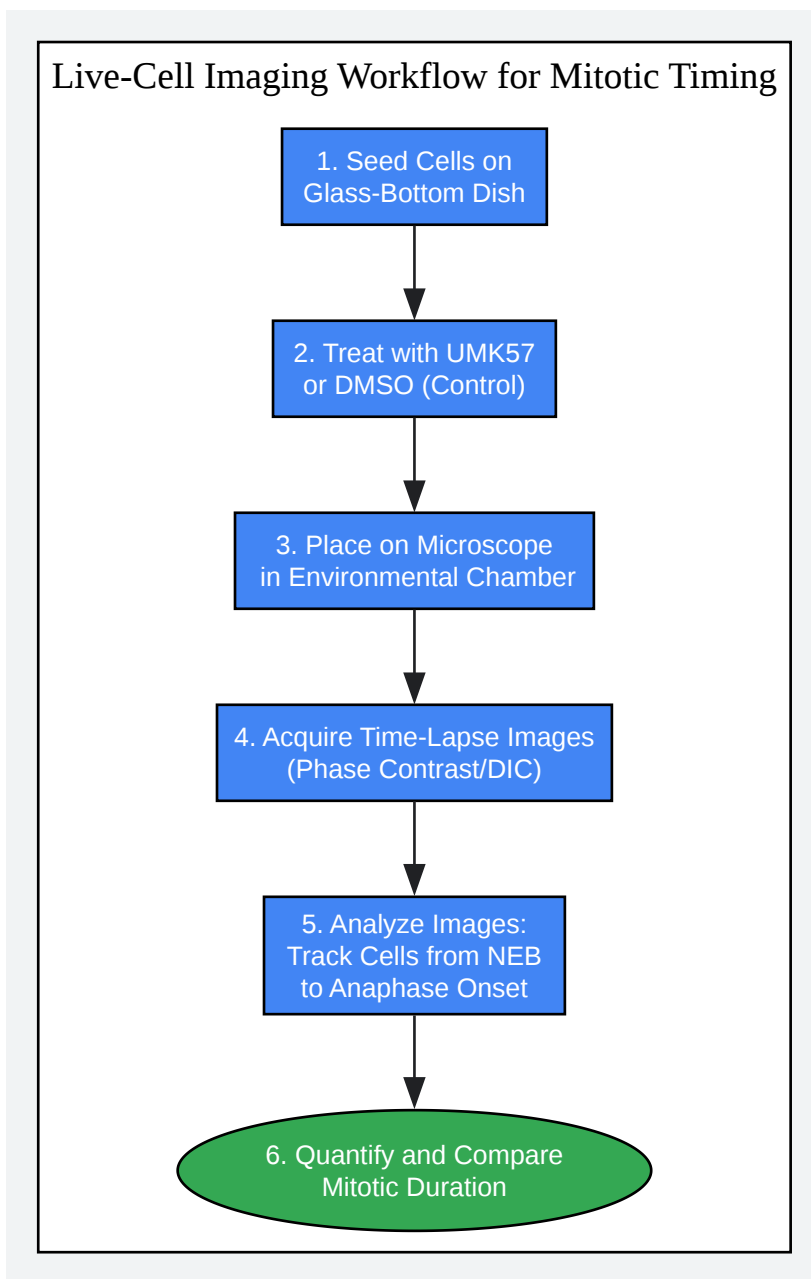 Live-Cell Imaging Workflow for Mitotic Timing
1. Seed Cells on
Glass-Bottom Dish
2. Treat with UMK57
or DMSO (Control)
3. Place on Microscope
in Environmental Chamber
4. Acquire Time-Lapse Images
(Phase Contrast/DIC)
5. Analyze Images:
Track Cells from NEB
to Anaphase Onset
6. Quantify and Compare
Mitotic Duration